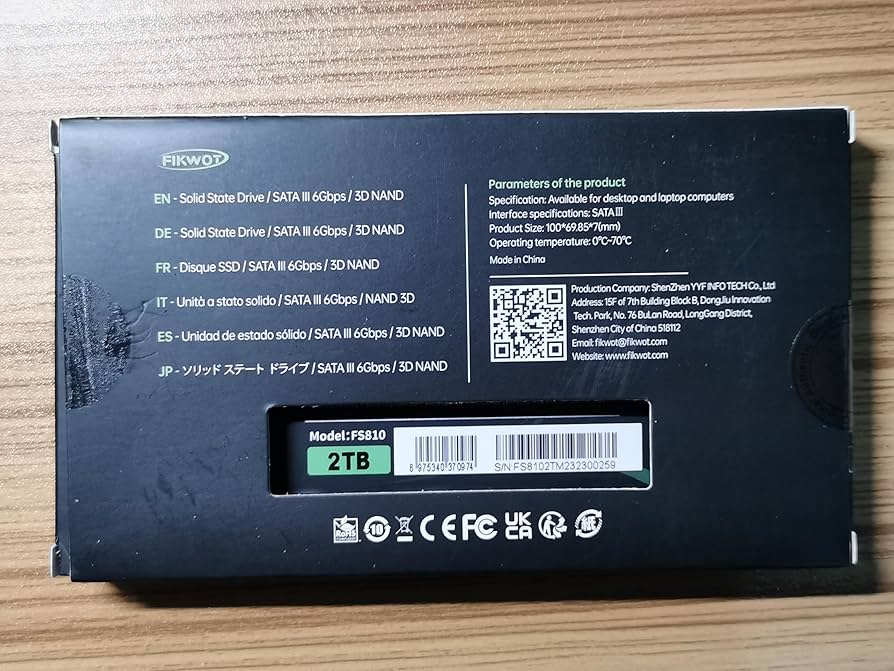 FIKWOT
EN - Solid State Drive / SATA III 6Gbps / 3D NAND
DE - Solid State Drive / SATA III 6Gbps / 3D NAND
FR - Disque SSD / SATA III 6Gbps / 3D NAND
IT - Unità a stato solido / SATA III 6Gbps / NAND 3D
ES - Unidad de estado sólido / SATA III 6Gbps / 3D NAND
JP - ソリッド ステート ドライブ / SATA III 6Gbps / 3D NAND
Parameters of the product
Specification: Available for desktop and laptop computers
Interface specifications: SATA III
Product Size: 100*69.85*7(mm)
Operating temperature: 0°C~70°C
Made in China
Production Company: ShenZhen YYF INFO TECH Co., Ltd
Address: 15F of 7th Building Block B, DongJiu Innovation
Tech. Park, No. 76 BuLan Road, LongGang District,
Shenzhen City of China 518112
Email: fikwot@fikwot.com
Website: www.fikwot.com
Model: FS810
2TB
6 975340 370974
S/N:FS8102TM232300259
RoHS
10
CE
FC
UK
CA